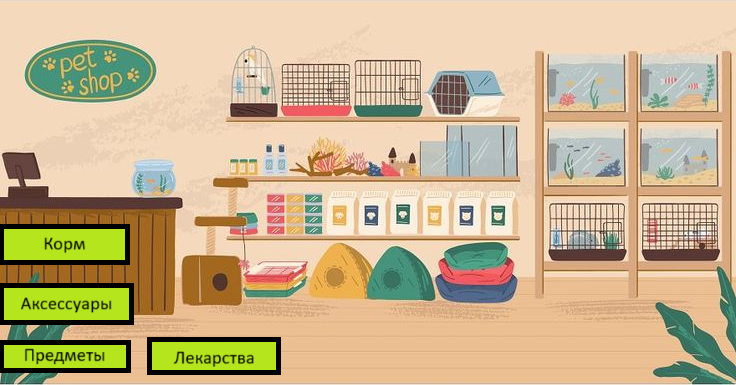 pet
shop
Корм
Аксессуары
Предметы
Лекарства